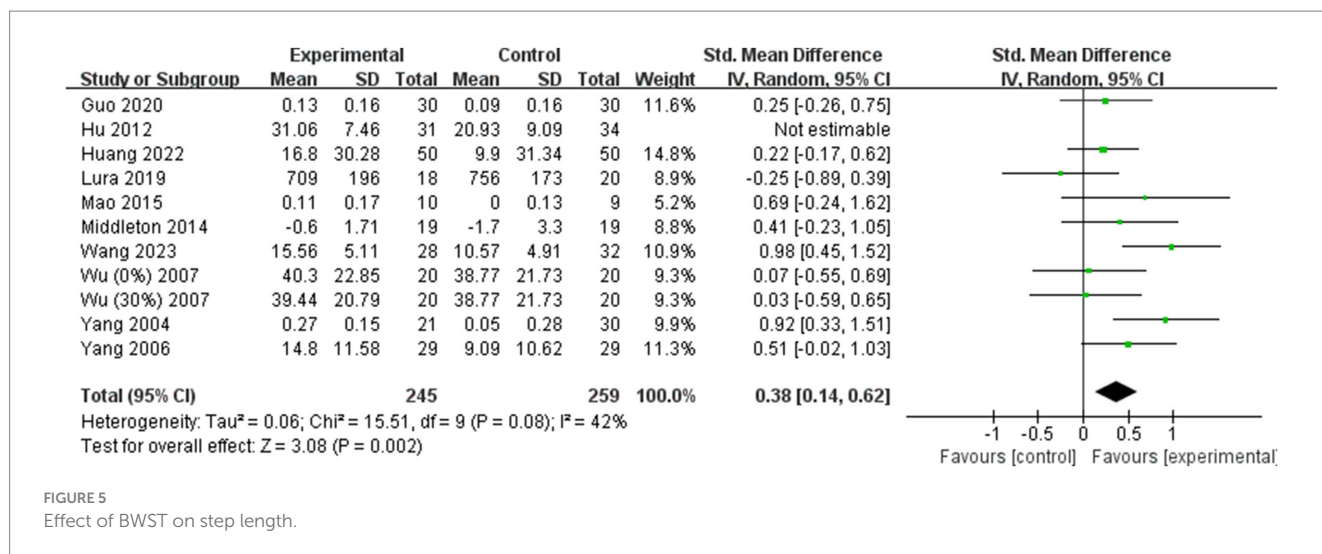 Experimental Control Std. Mean Difference Std. Mean Difference
Study or Subgroup Mean SD Total Mean SD Total Weight IV, Random, 95% CI IV, Random, 95% CI
Guo 2020 0.13 0.16 30 0.09 0.16 30 11.6% 0.25 [-0.26, 0.75]
Hu 2012 31.06 7.46 31 20.93 9.09 34 Not estimable
Huang 2022 16.8 30.28 50 9.9 31.34 50 14.8% 0.22 [-0.17, 0.62]
Lura 2019 709 196 18 756 173 20 8.9% -0.25 [-0.89, 0.39]
Mao 2015 0.11 0.17 10 0 0.13 9 5.2% 0.69 [-0.24, 1.62]
Middleton 2014 -0.6 1.71 19 -1.7 3.3 19 8.8% 0.41 [-0.23, 1.05]
Wang 2023 15.56 5.11 28 10.57 4.91 32 10.9% 0.98 [0.45, 1.52]
Wu (0%) 2007 40.3 22.85 20 38.77 21.73 20 9.3% 0.07 [-0.55, 0.69]
Wu (30%) 2007 39.44 20.79 20 38.77 21.73 20 9.3% 0.03 [-0.59, 0.65]
Yang 2004 0.27 0.15 21 0.05 0.28 30 9.9% 0.92 [0.33, 1.51]
Yang 2006 14.8 11.58 29 9.09 10.62 29 11.3% 0.51 [-0.02, 1.03]
Total (95% CI) 245 259 100.0% 0.38 [0.14, 0.62]
Heterogeneity: Tau² = 0.06; Chi² = 15.51, df = 9 (P = 0.08); I² = 42%
Test for overall effect: Z = 3.08 (P = 0.002)
-1 -0.5 0 0.5 1
Favours [control] Favours [experimental]
FIGURE 5
Effect of BWST on step length.